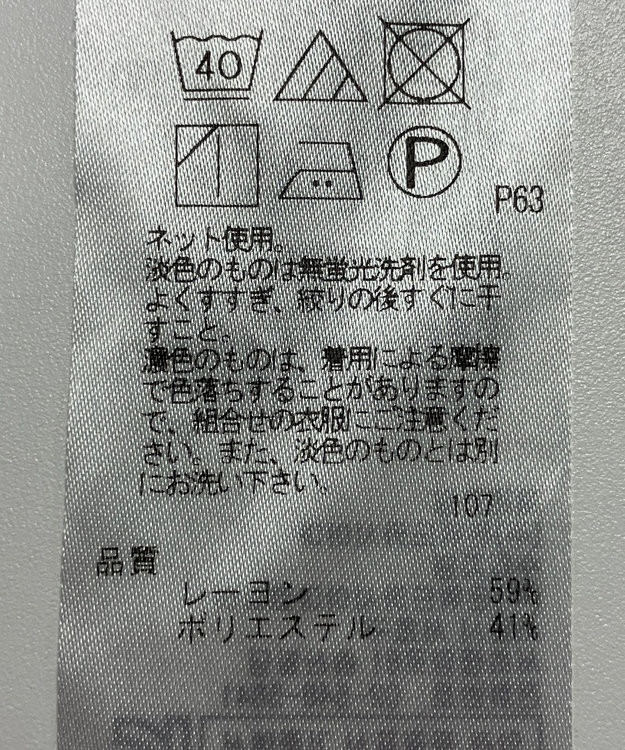 40
P
P63
ネット使用。
淡色のものは無蛍光洗剤を使用。
よくすすぎ、絞りの後すぐに干
すこと。
濃色のものは、着用による摩擦
で色落ちすることがありますの
で、組合せの衣服にご注意くだ
さい。また、淡色のものとは別
にお洗い下さい。
107
品質
レーヨン 59%
ポリエステル 41%